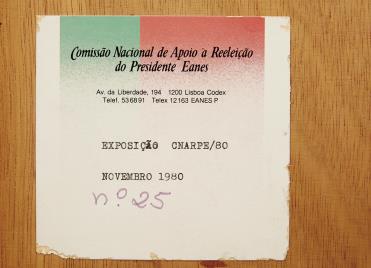 Comissão Nacional de Apoio a Reeleição
do Presidente Eanes
Av. da Liberdade, 194 1200 Lisboa Codex
Telef. 536891 Telex 12163 EANES P
EXPOSIÇÃO CNARPE/80
NOVEMBRO 1980
nº 25